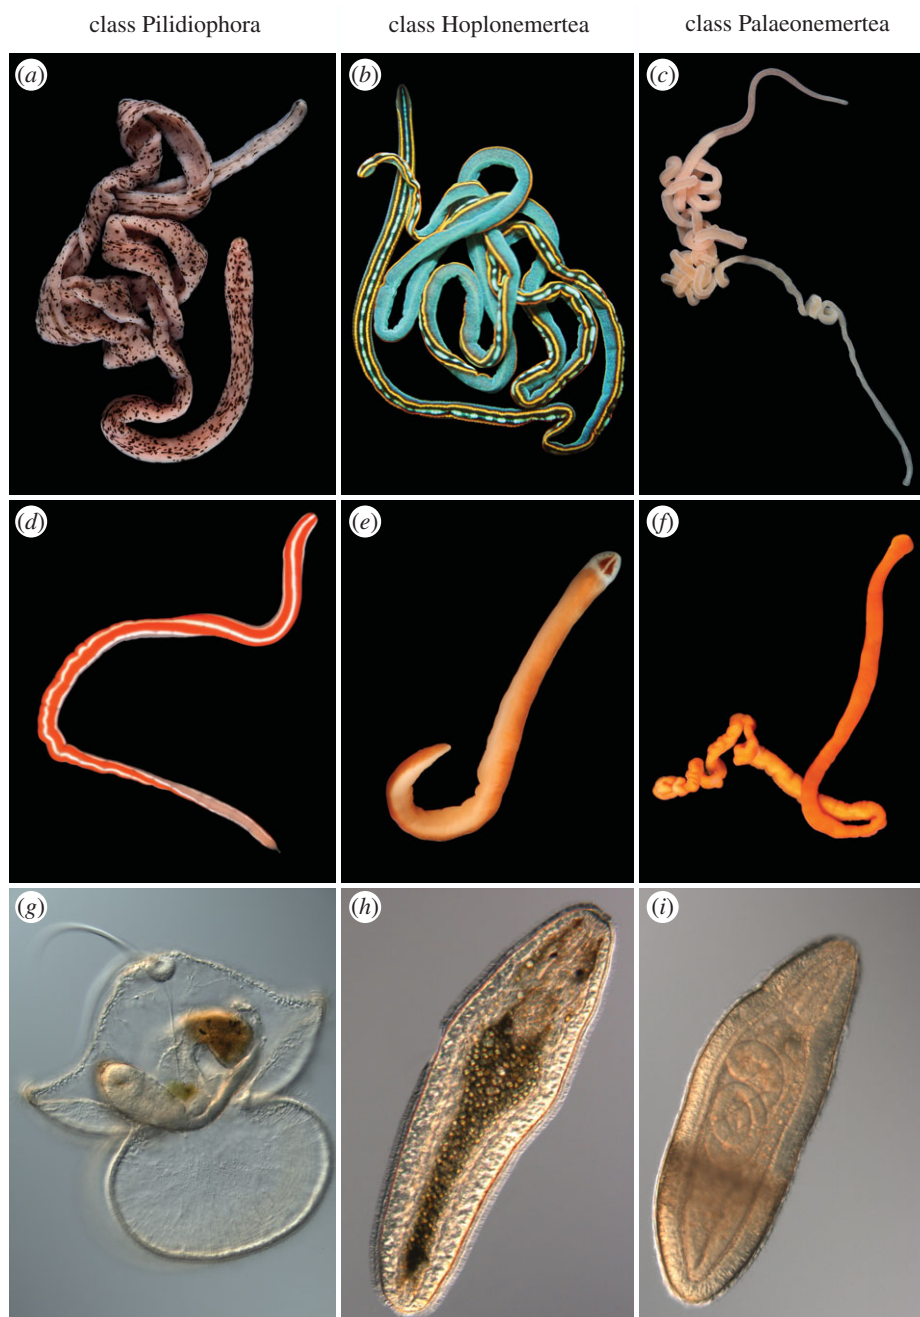 class Pilidiophora class Hoplonemertea class Palaeonemertea
(a) (b) (c)
(d) (e) (f)
(g) (h) (i)